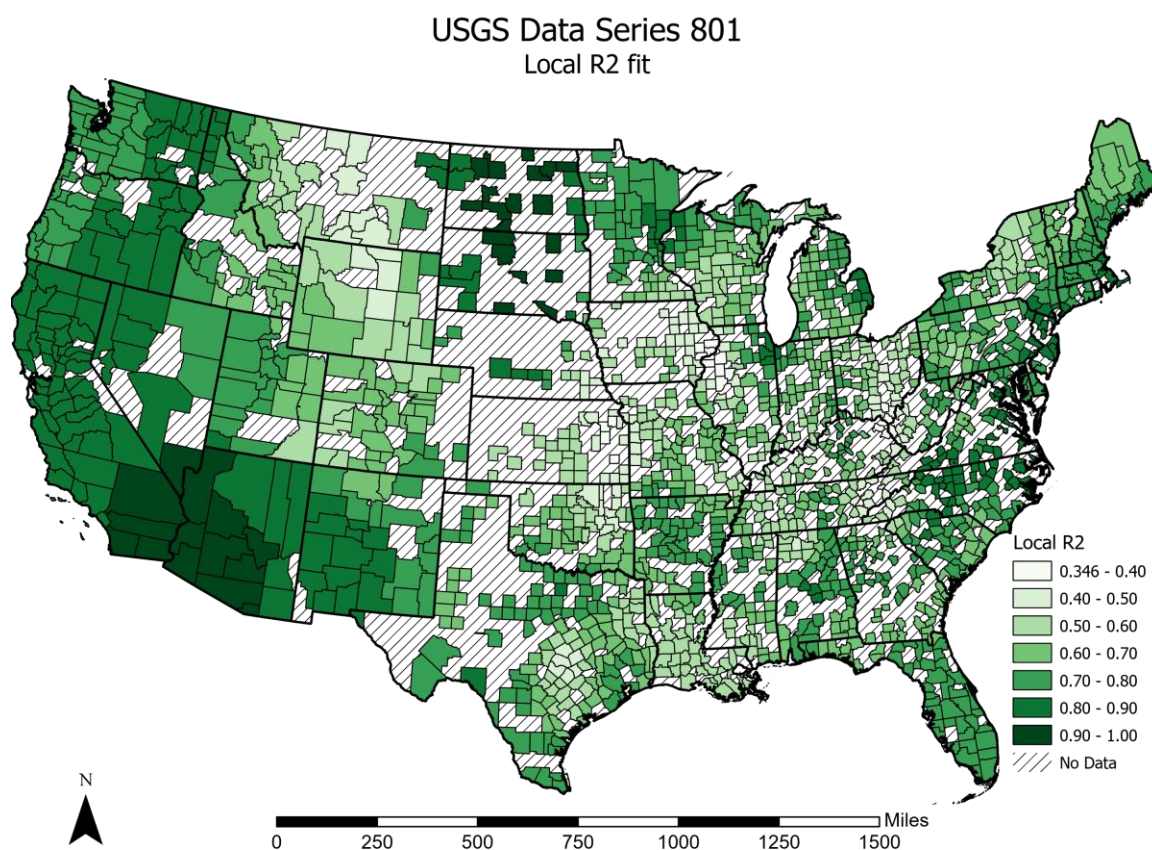 USGS Data Series 801
Local R2 fit
Local R2
0.346 - 0.40
0.40 - 0.50
0.50 - 0.60
0.60 - 0.70
0.70 - 0.80
0.80 - 0.90
0.90 - 1.00
No Data
N
Miles
0 250 500 750 1000 1250 1500